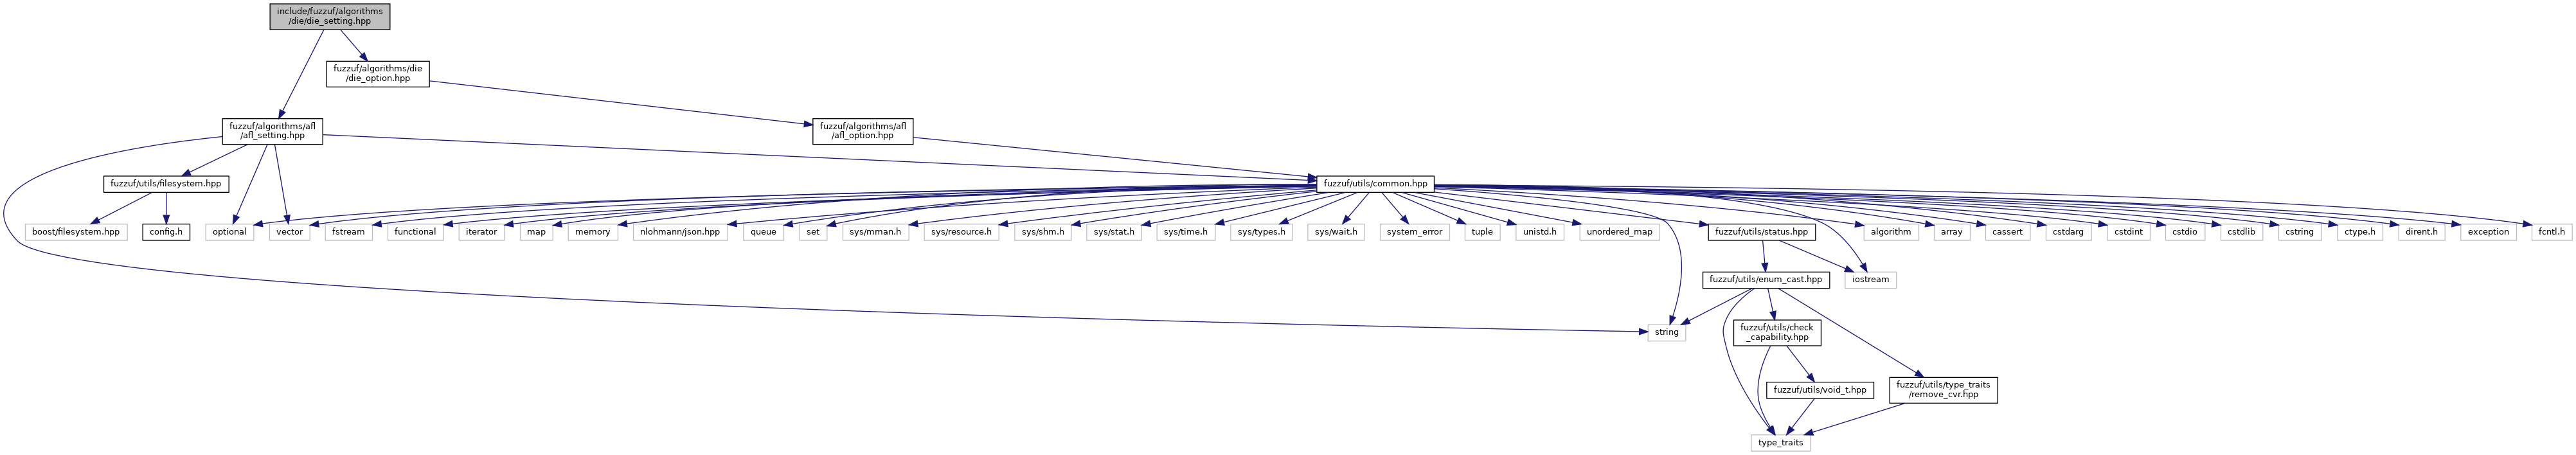 include/fuzzuf/algorithms
/die/die_setting.hpp
fuzzuf/algorithms/die
/die_option.hpp
fuzzuf/algorithms/afl
/afl_setting.hpp
fuzzuf/algorithms/afl
/afl_option.hpp
fuzzuf/utils/filesystem.hpp
fuzzuf/utils/common.hpp
boost/filesystem.hpp
config.h
optional
vector
fstream
functional
iterator
map
memory
nlohmann/json.hpp
queue
set
sys/mman.h
sys/resource.h
sys/shm.h
sys/stat.h
sys/time.h
sys/types.h
sys/wait.h
system_error
tuple
unistd.h
unordered_map
fuzzuf/utils/status.hpp
algorithm
array
cassert
cstdarg
cstdint
cstdio
cstdlib
cstring
ctype.h
dirent.h
exception
fcntl.h
fuzzuf/utils/enum_cast.hpp
iostream
string
fuzzuf/utils/check
_capability.hpp
fuzzuf/utils/void_t.hpp
fuzzuf/utils/type_traits
/remove_cvr.hpp
type_traits